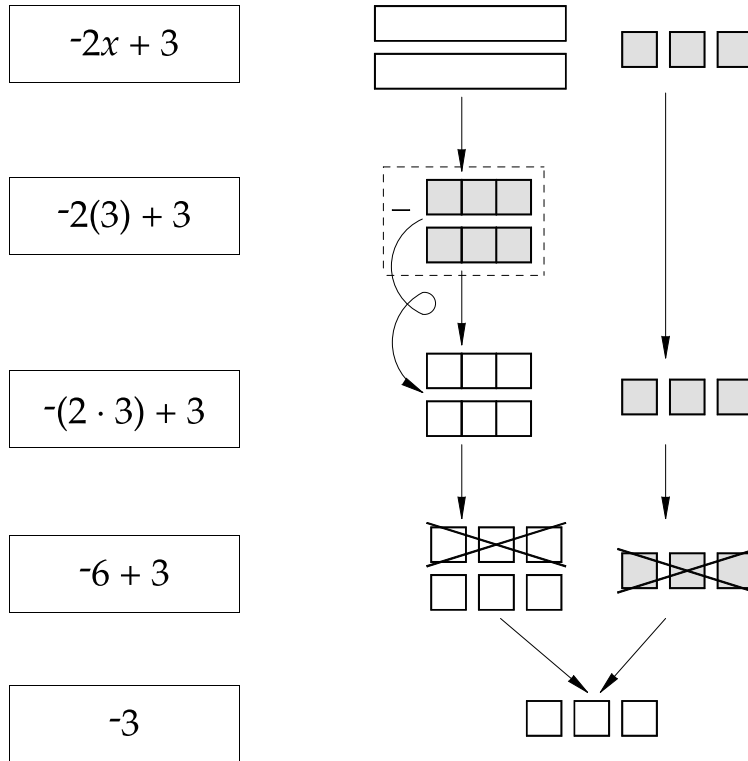 -2x + 3
-2(3) + 3
–
-(2 · 3) + 3
-6 + 3
-3